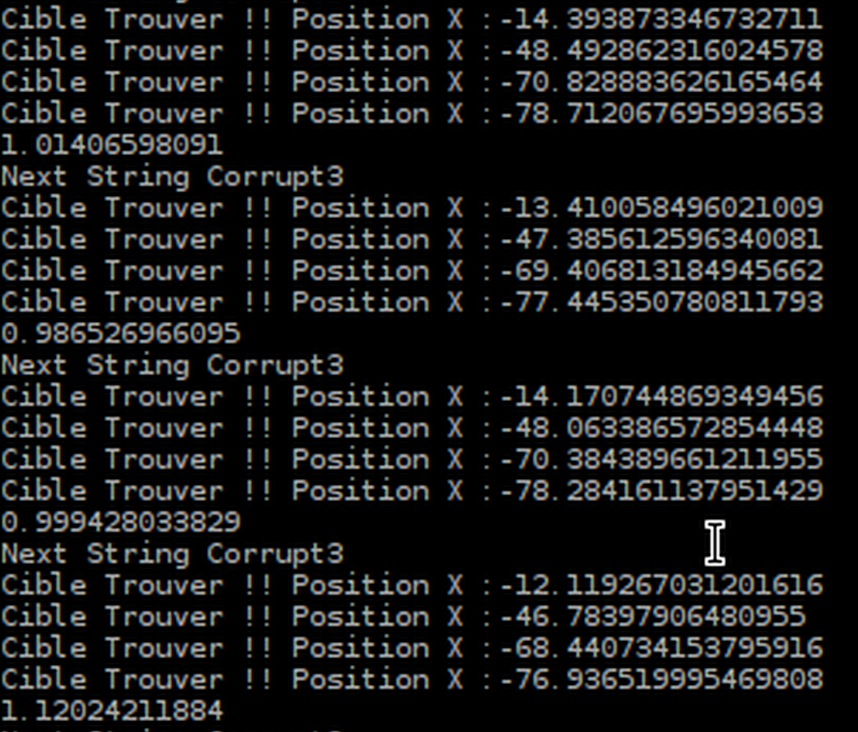 Cible Trouver !! Position X :-14.393873346732711
Cible Trouver !! Position X :-48.492862316024578
Cible Trouver !! Position X :-70.828883626165464
Cible Trouver !! Position X :-78.712067695993653
1.01406598091
Next String Corrupt3
Cible Trouver !! Position X :-13.410058496021009
Cible Trouver !! Position X :-47.385612596340081
Cible Trouver !! Position X :-69.406813184945662
Cible Trouver !! Position X :-77.445350780811793
0.986526966095
Next String Corrupt3
Cible Trouver !! Position X :-14.170744869349456
Cible Trouver !! Position X :-48.063386572854448
Cible Trouver !! Position X :-70.384389661211955
Cible Trouver !! Position X :-78.284161137951429
0.999428033829
Next String Corrupt3
Cible Trouver !! Position X :-12.119267031201616
Cible Trouver !! Position X :-46.78397906480955
Cible Trouver !! Position X :-68.440734153795916
Cible Trouver !! Position X :-76.936519995469808
1.12024211884